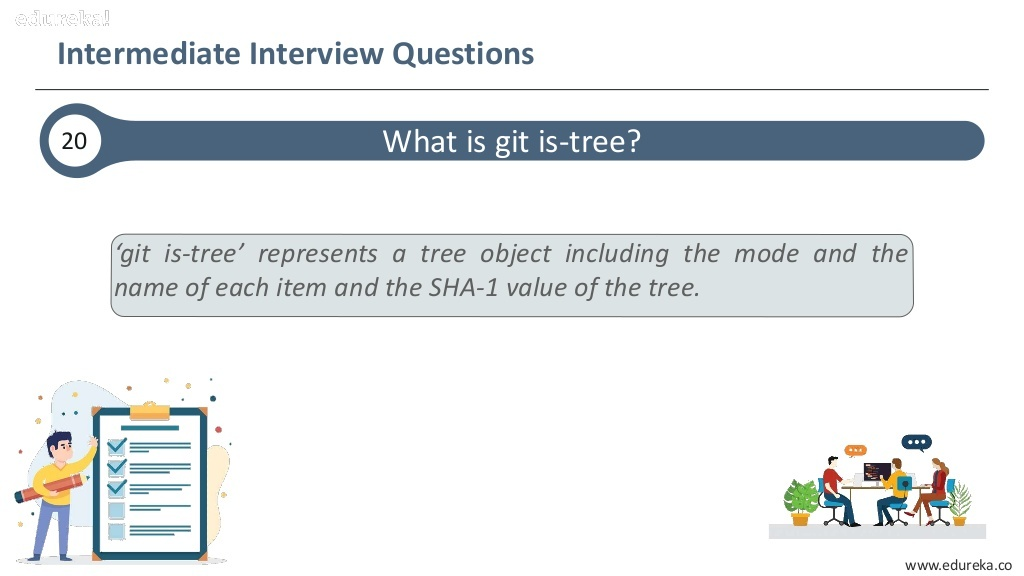 edureka!
Intermediate Interview Questions
20
What is git is-tree?
‘git is-tree’ represents a tree object including the mode and the
name of each item and the SHA-1 value of the tree.
www.edureka.co